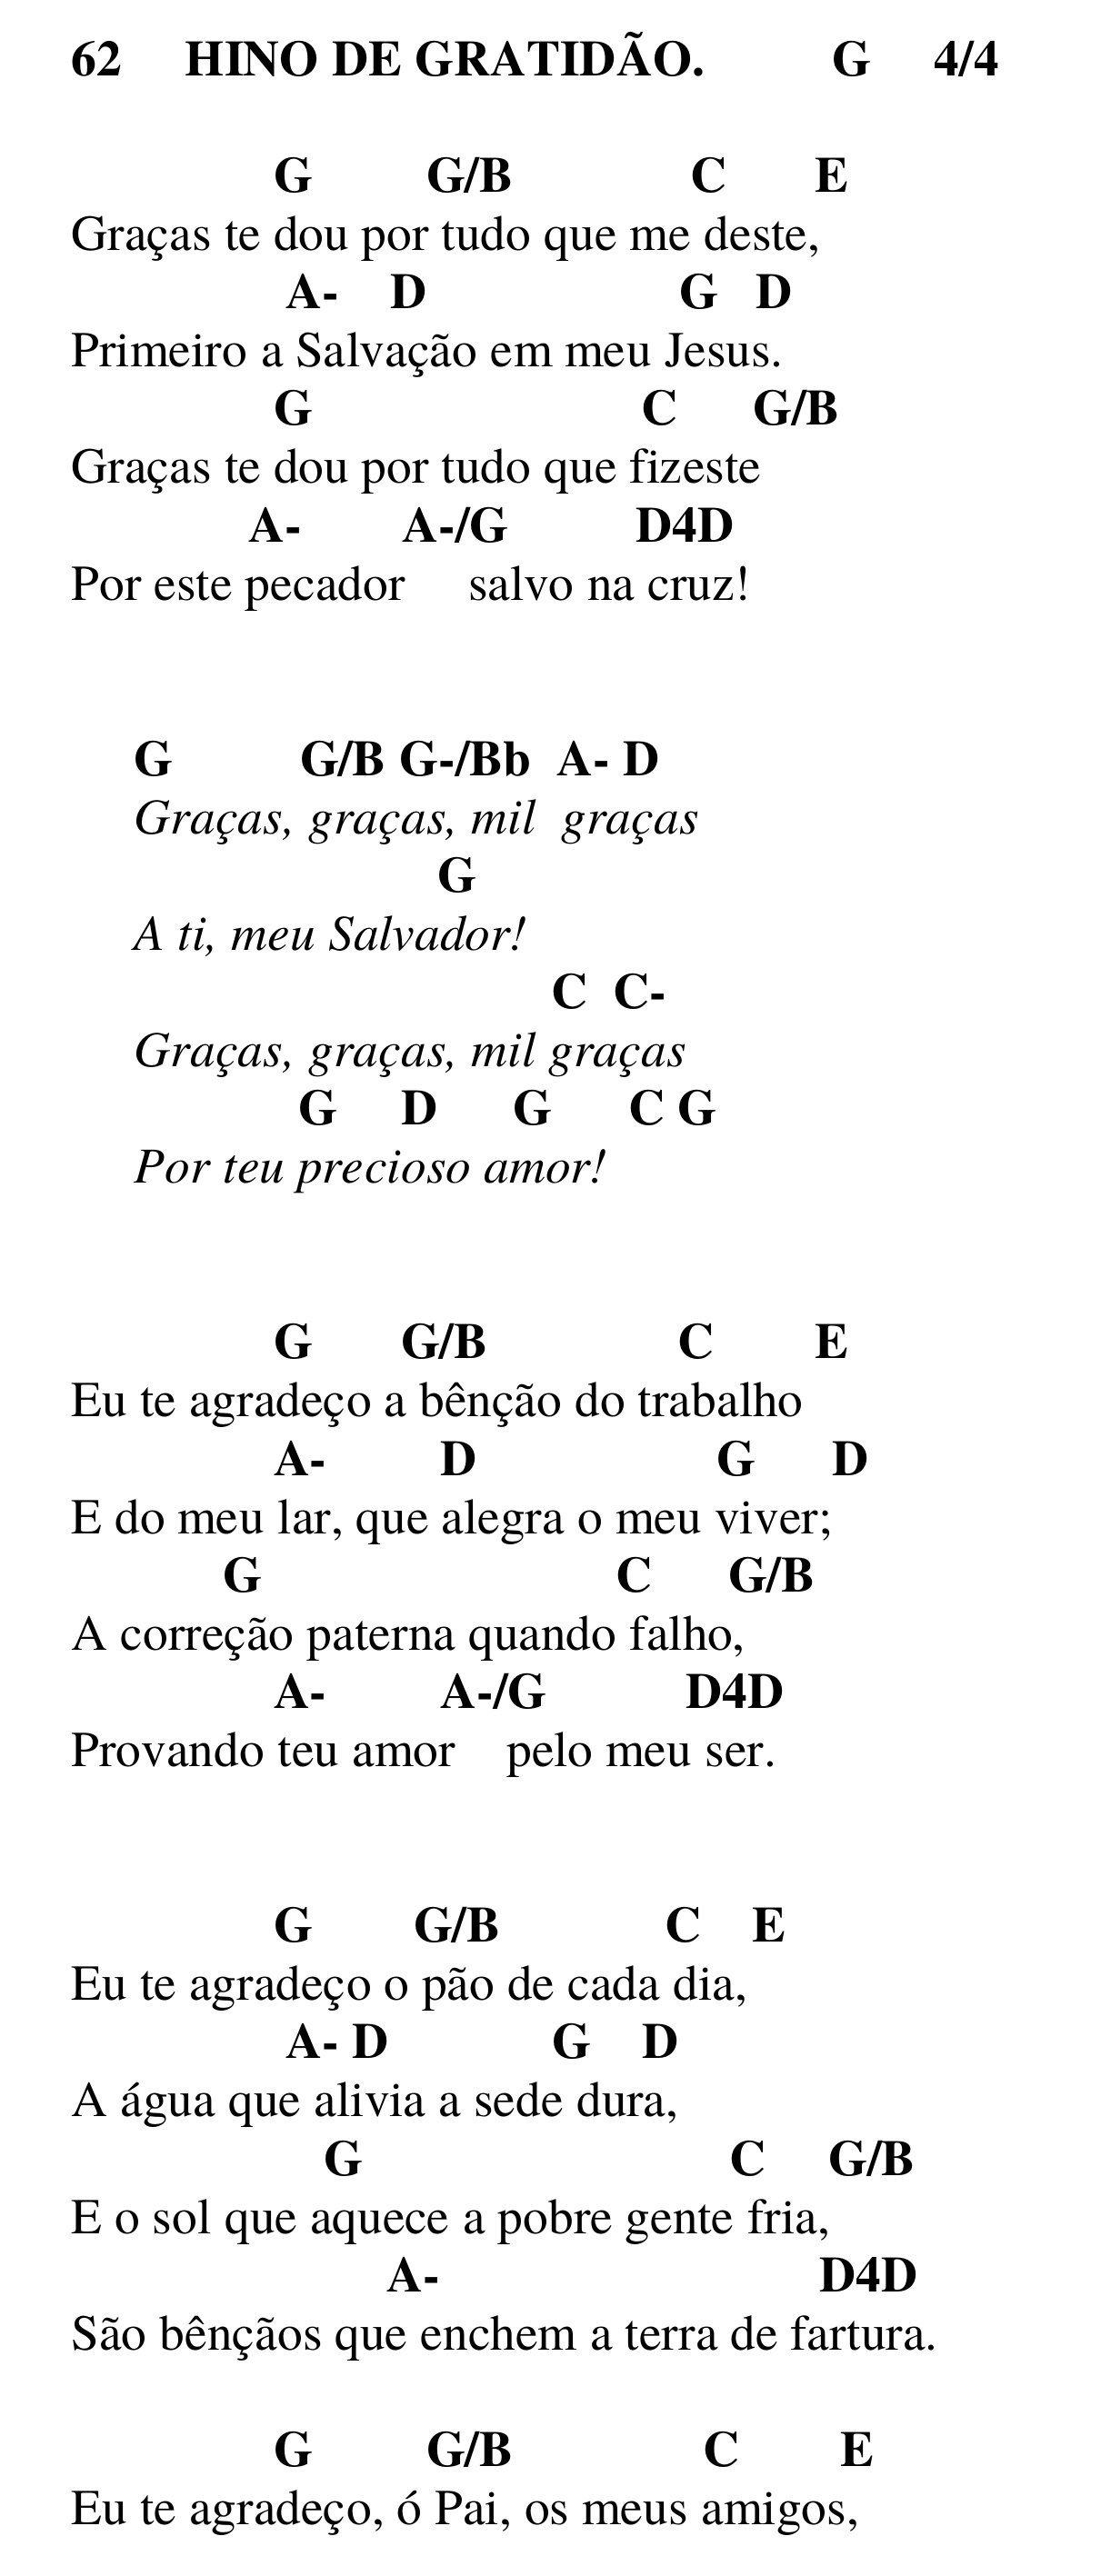 62     HINO DE GRATIDÃO.          G     4/4
G         G/B              C       E
Graças te dou por tudo que me deste,
A-    D                    G   D
Primeiro a Salvação em meu Jesus.
G                          C      G/B
Graças te dou por tudo que fizeste
A-        A-/G          D4D
Por este pecador     salvo na cruz!
G          G/B G-/Bb  A- D
Graças, graças, mil  graças
G
A ti, meu Salvador!
C  C-
Graças, graças, mil graças
G     D      G      C G
Por teu precioso amor!
G       G/B               C        E
Eu te agradeço a bênção do trabalho
A-         D                   G      D
E do meu lar, que alegra o meu viver;
G                            C      G/B
A correção paterna quando falho,
A-         A-/G           D4D
Provando teu amor    pelo meu ser.
G        G/B             C    E
Eu te agradeço o pão de cada dia,
A- D             G    D
A água que alivia a sede dura,
G                             C     G/B
E o sol que aquece a pobre gente fria,
A-                              D4D
São bênçãos que enchem a terra de fartura.
G         G/B               C        E
Eu te agradeço, ó Pai, os meus amigos,